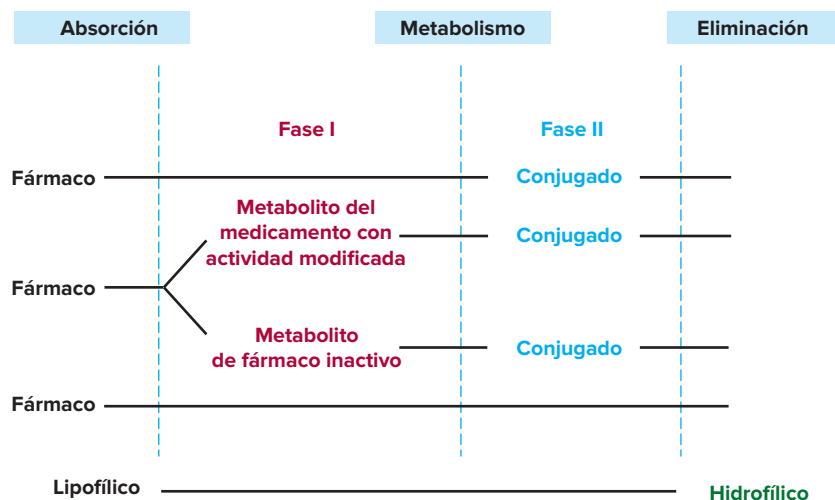 Absorción
Metabolismo
Eliminación
Fase I
Fase II
Fármaco
Conjugado
Metabolito del
medicamento con
actividad modificada
Conjugado
Fármaco
Metabolito
de fármaco inactivo
Conjugado
Fármaco
Lipofílico
Hidrofílico